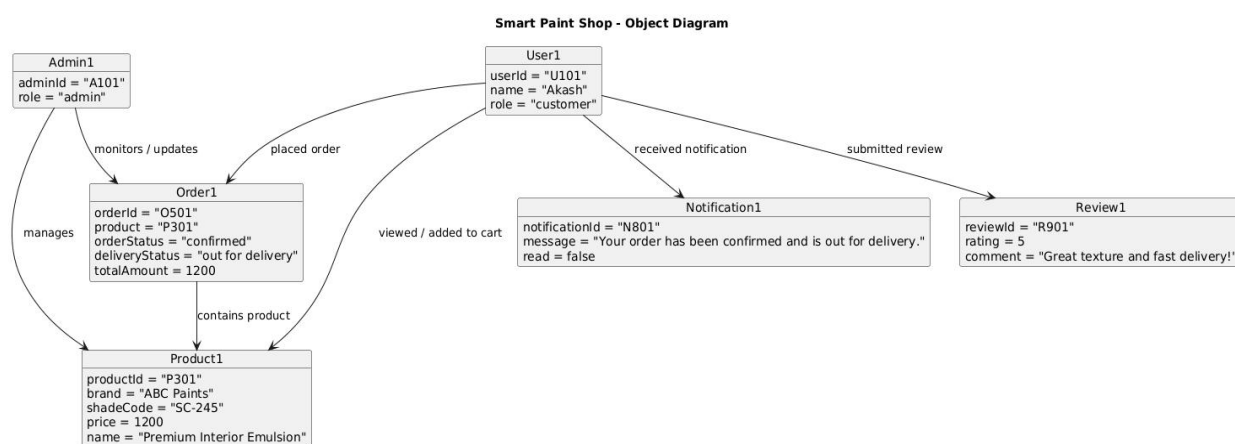 Smart Paint Shop - Object Diagram
Admin1
adminId = "A101"
role = "admin"
User1
userId = "U101"
name = "Akash"
role = "customer"
monitors / updates
placed order
received notification
submitted review
Order1
orderId = "O501"
product = "P301"
orderStatus = "confirmed"
deliveryStatus = "out for delivery"
totalAmount = 1200
Notification1
notificationId = "N801"
message = "Your order has been confirmed and is out for delivery."
read = false
Review1
reviewId = "R901"
rating = 5
comment = "Great texture and fast delivery!"
manages
viewed / added to cart
contains product
Product1
productId = "P301"
brand = "ABC Paints"
shadeCode = "SC-245"
price = 1200
name = "Premium Interior Emulsion"